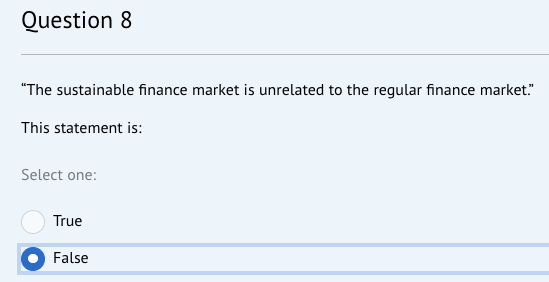 Question 8
“The sustainable finance market is unrelated to the regular finance market.”
This statement is:
Select one:
True
False